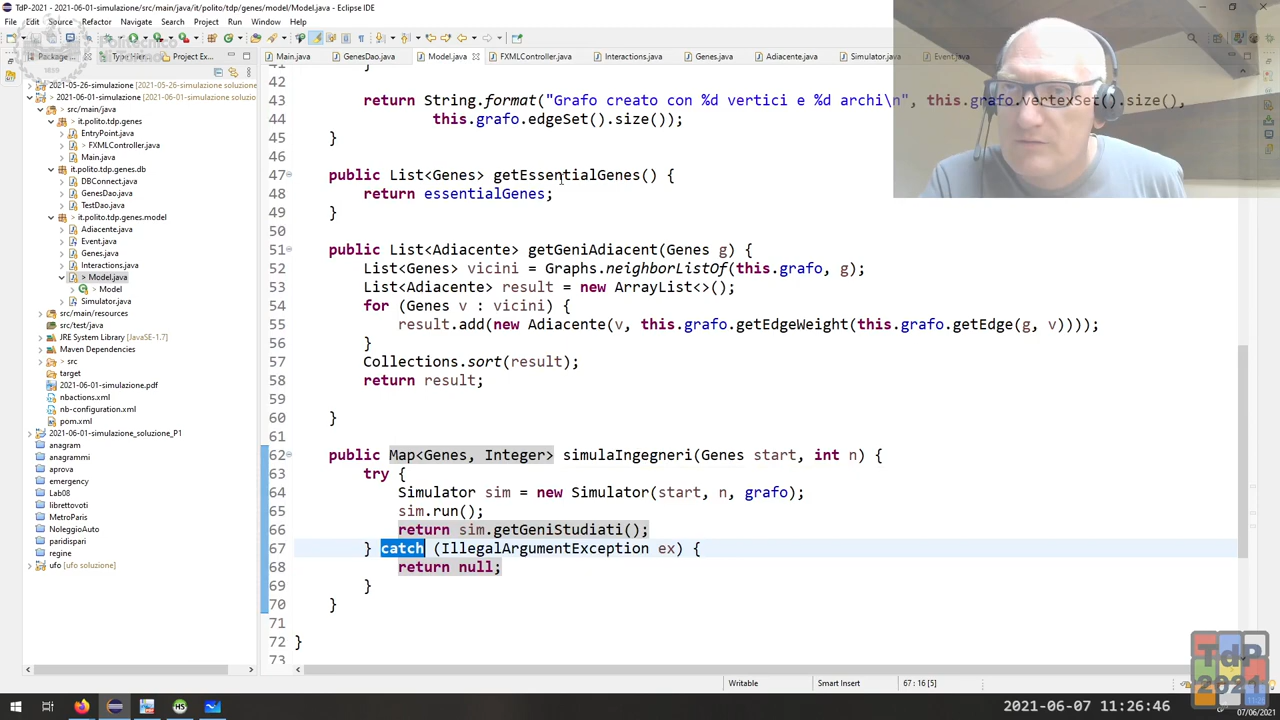 TdP-2021 - 2021-06-01-simulazione/src/main/java/it/polito/tdp/genes/model/Model.java - Eclipse IDE
File Edit Source Refactor Navigate Search Project Run Window Help
Package...
Type Hier...
Project Ex...
Main.java
GenesDao.java
Model.java
FXMLController.java
Interactions.java
Genes.java
Adiacente.java
Simulator.java
Event.java
2021-05-26-simulazione soluzione
2021-06-01-simulazione
src/main/java
it.polito.tdp.genes
EntryPoint.java
> FXMLController.java
Main.java
it.polito.tdp.genes.db
DBConnect.java
GenesDao.java
TestDao.java
it.polito.tdp.genes.model
Adiacente.java
Event.java
Genes.java
Interactions.java
> Model.java
> Model
Simulator.java
src/main/resources
src/test/java
JRE System Library [JavaSE-1.7]
Maven Dependencies
> src
target
2021-06-01-simulazione.pdf
nbactions.xml
nb-configuration.xml
pom.xml
2021-06-01-simulazione_soluzione_P1
anagram
anagrammi
aprova
emergency
Lab08
librettovoti
MetroParis
NoleggioAuto
paridispari
regine
ufo [ufo soluzione]
41 }
42
43 return String.format("Grafo creato con %d vertici e %d archi\n", this.grafo.vertexSet().size(),
44 this.grafo.edgeSet().size());
45 }
46
47 public List<Genes> getEssentialGenes() {
48 return essentialGenes;
49 }
50
51 public List<Adiacente> getGeniAdiacent(Genes g) {
52 List<Genes> vicini = Graphs.neighborListOf(this.grafo, g);
53 List<Adiacente> result = new ArrayList<>();
54 for (Genes v : vicini) {
55 result.add(new Adiacente(v, this.grafo.getEdgeWeight(this.grafo.getEdge(g, v))));
56 }
57 Collections.sort(result);
58 return result;
59
60 }
61
62 public Map<Genes, Integer> simulaIngegneri(Genes start, int n) {
63 try {
64 Simulator sim = new Simulator(start, n, grafo);
65 sim.run();
66 return sim.getGeniStudiati();
67 } catch (IllegalArgumentException ex) {
68 return null;
69 }
70 }
71
72 }
73
Writable
Smart Insert
67 : 16 [5]
TdP
2021
2021-06-07 11:26:46
07/06/2021